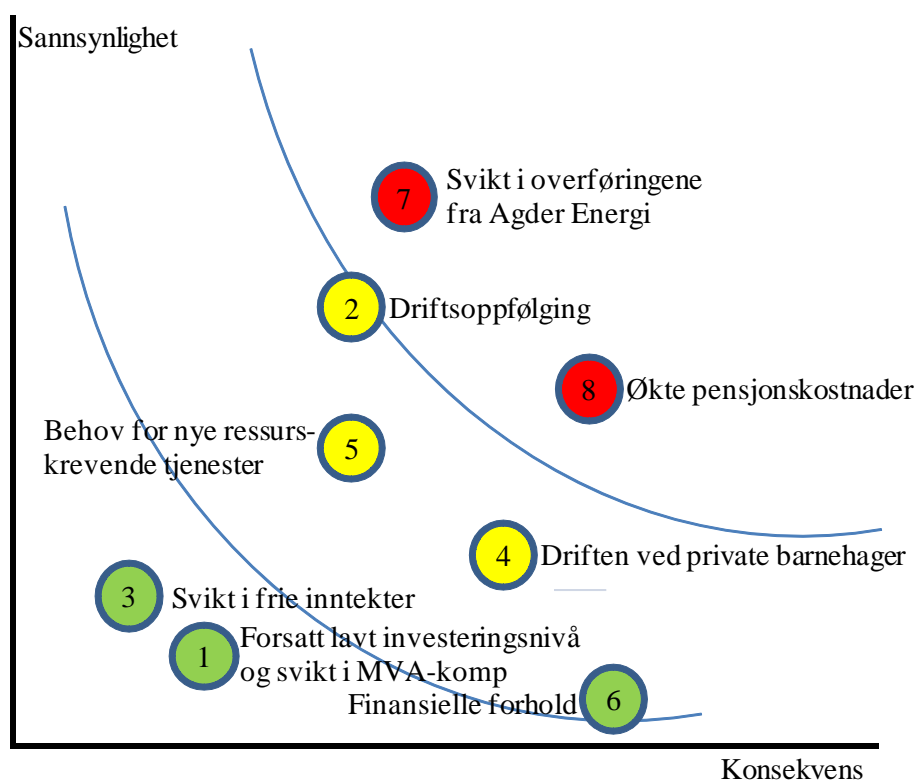 Sannsynlighet
7
Svikt i overføringene
fra Agder Energi
2
Driftsoppfølging
8
Økte pensjonskostnader
Behov for nye ressurs-
krevende tjenester
5
4
Driften ved private barnehager
3
Svikt i frie inntekter
1
Forsatt lavt investeringsnivå
og svikt i MVA-komp
Finansielle forhold
6
Konsekvens